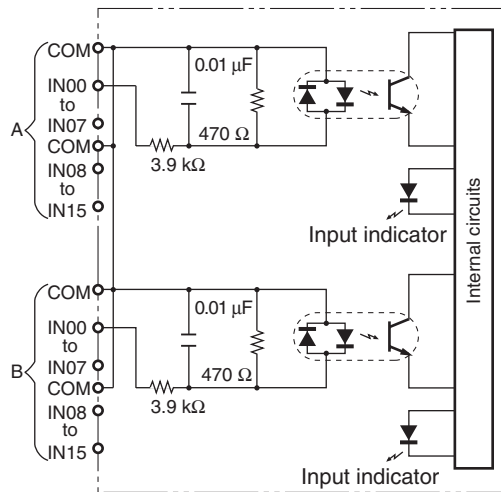 COM
IN00
to
A
IN07
COM
IN08
to
IN15
0.01 μF
470 Ω
3.9 kΩ
Input indicator
Internal circuits
COM
IN00
to
B
IN07
COM
IN08
to
IN15
0.01 μF
470 Ω
3.9 kΩ
Input indicator